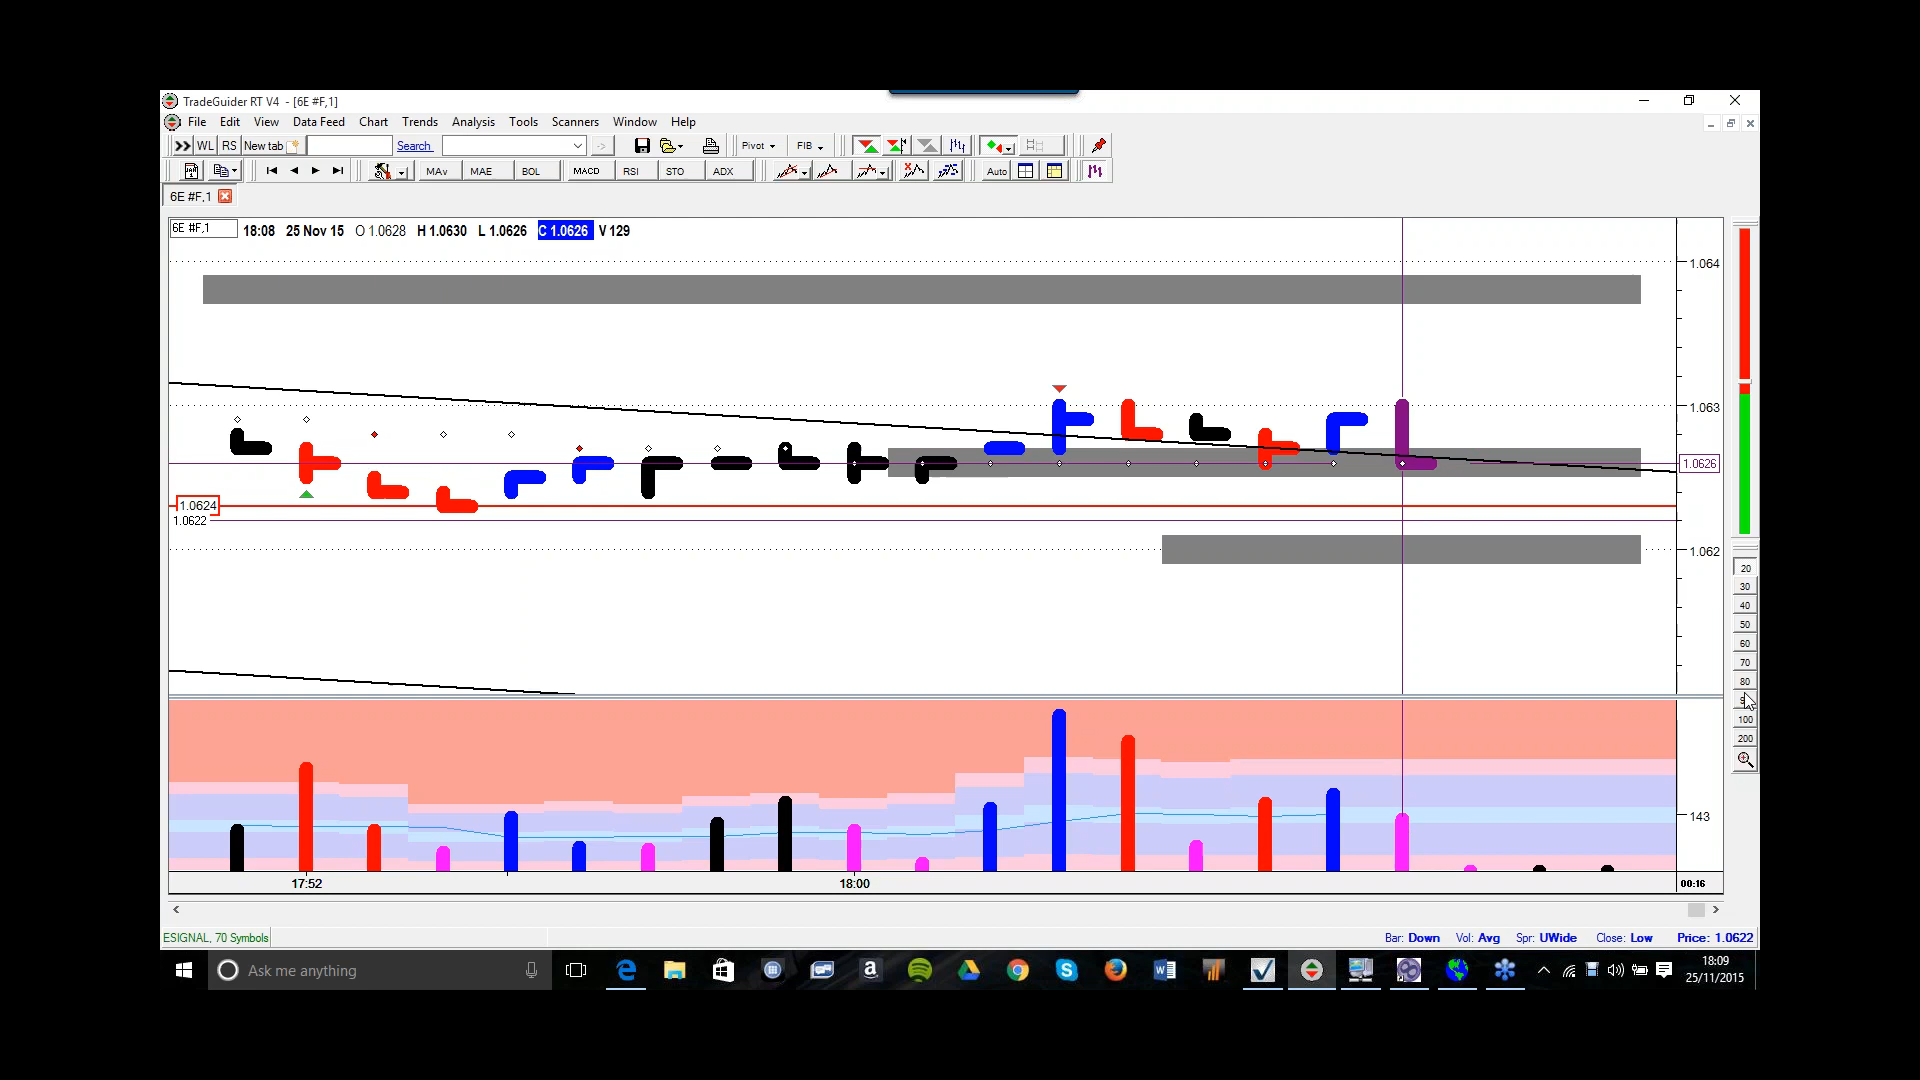 TradeGuider RT V4 - [6E #F,1]
File Edit View Data Feed Chart Trends Analysis Tools Scanners Window Help
WL RS New tab Search Pivot FIB
MAv MAE BOL MACD RSI STO ADX Auto
6E #F,1
6E #F,1 18:08 25 Nov 15 O 1.0628 H 1.0630 L 1.0626 C 1.0626 V 129
1.064
1.063
1.0626
1.0624
1.0622
1.062
20
30
40
50
60
70
80
100
200
143
17:52 18:00 00:16
ESIGNAL, 70 Symbols Bar: Down Vol: Avg Spr: UWide Close: Low Price: 1.0622
Ask me anything
18:09
25/11/2015